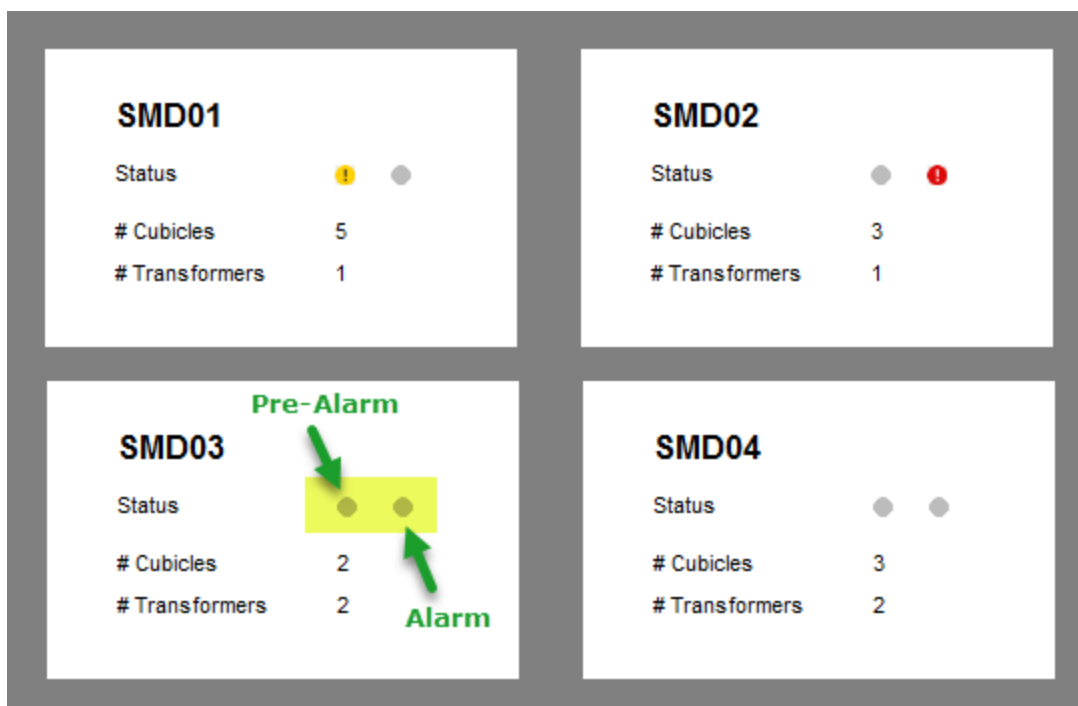 SMD01
Status ! 
# Cubicles 5
# Transformers 1
SMD02
Status !
# Cubicles 3
# Transformers 1
Pre-Alarm
SMD03
Status
# Cubicles 2
# Transformers 2
Alarm
SMD04
Status
# Cubicles 3
# Transformers 2